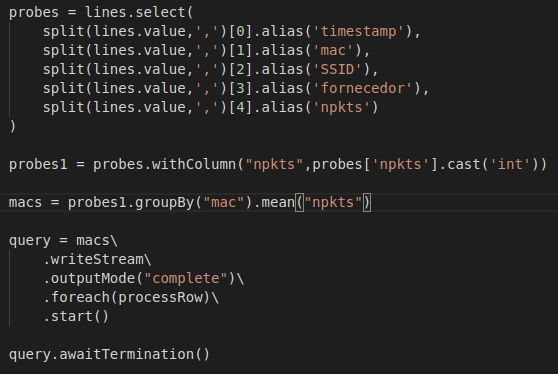 probes = lines.select(
    split(lines.value,',')[0].alias('timestamp'),
    split(lines.value,',')[1].alias('mac'),
    split(lines.value,',')[2].alias('SSID'),
    split(lines.value,',')[3].alias('fornecedor'),
    split(lines.value,',')[4].alias('npkts')
)
probes1 = probes.withColumn("npkts",probes['npkts'].cast('int'))
macs = probes1.groupBy("mac").mean("npkts")
query = macs\
    .writeStream\
    .outputMode("complete")\
    .foreach(processRow)\
    .start()
query.awaitTermination()